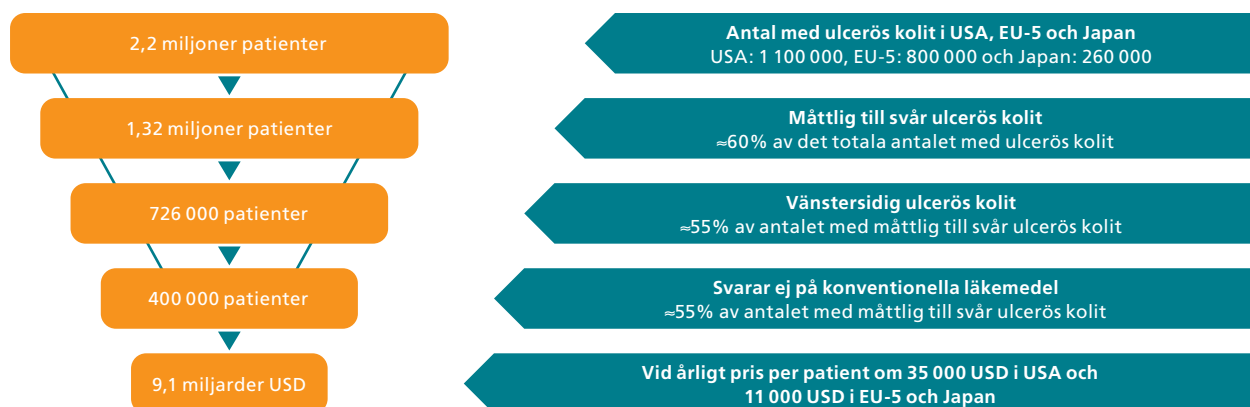 2,2 miljoner patienter
Antal med ulcerös kolit i USA, EU-5 och Japan
USA: 1 100 000, EU-5: 800 000 och Japan: 260 000
1,32 miljoner patienter
Måttlig till svår ulcerös kolit
≈60% av det totala antalet med ulcerös kolit
726 000 patienter
Vänstersidig ulcerös kolit
≈55% av antalet med måttlig till svår ulcerös kolit
400 000 patienter
Svarar ej på konventionella läkemedel
≈55% av antalet med måttlig till svår ulcerös kolit
9,1 miljarder USD
Vid årligt pris per patient om 35 000 USD i USA och
11 000 USD i EU-5 och Japan